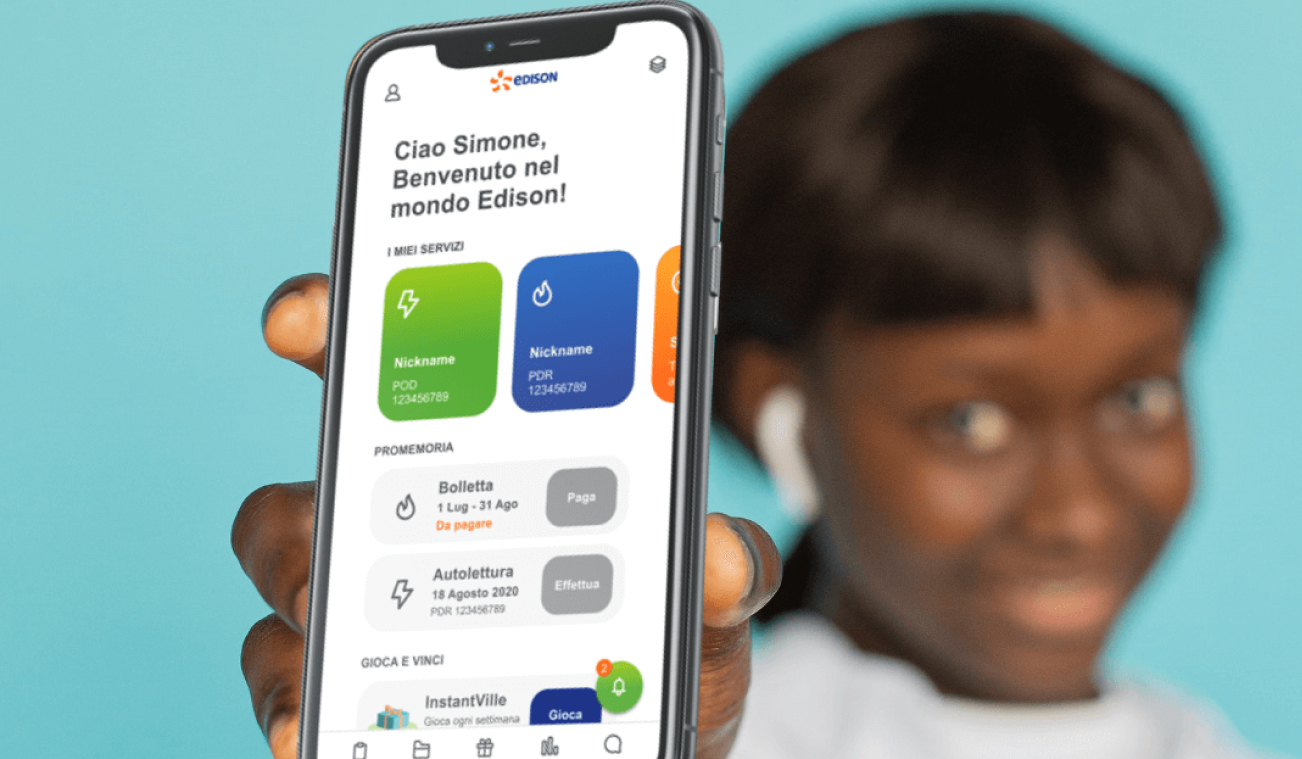 eDISON
Ciao Simone,
Benvenuto nel
mondo Edison!
I MIEI SERVIZI
Nickname
POD
123456789
Nickname
PDR
123456789
PROMEMORIA
Bolletta
1 Lug - 31 Ago
Da pagare
Paga
Autolettura
18 Agosto 2020
PDR 123456789
Effettua
GIOCA E VINCI
2
InstantVille
Gioca ogni settimana
Gioca